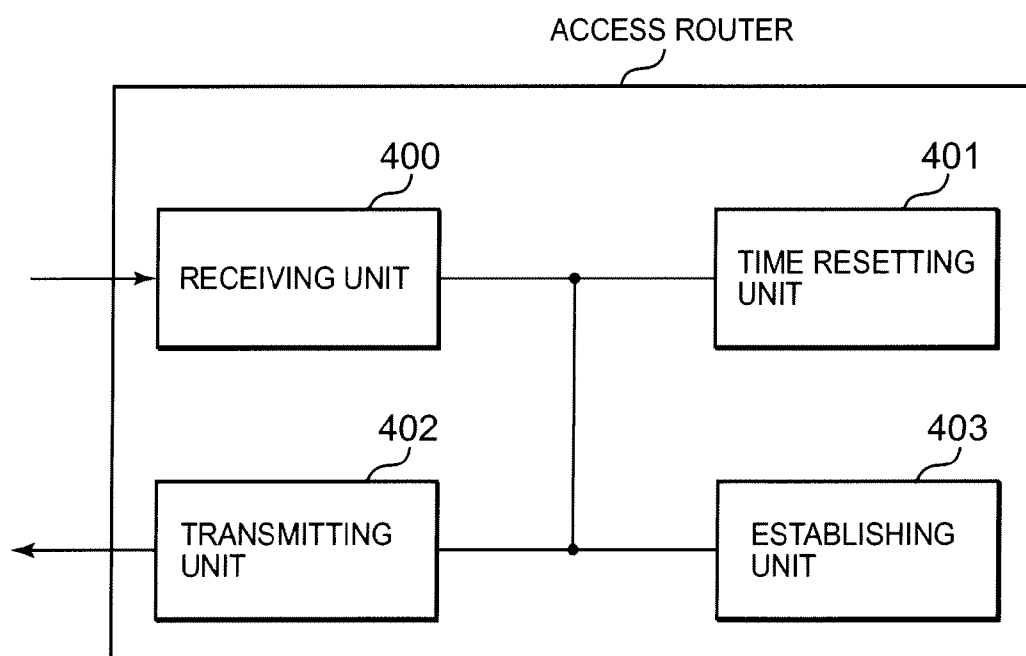 ACCESS ROUTER
400
401
RECEIVING UNIT
TIME RESETTING
UNIT
402
403
TRANSMITTING
UNIT
ESTABLISHING
UNIT